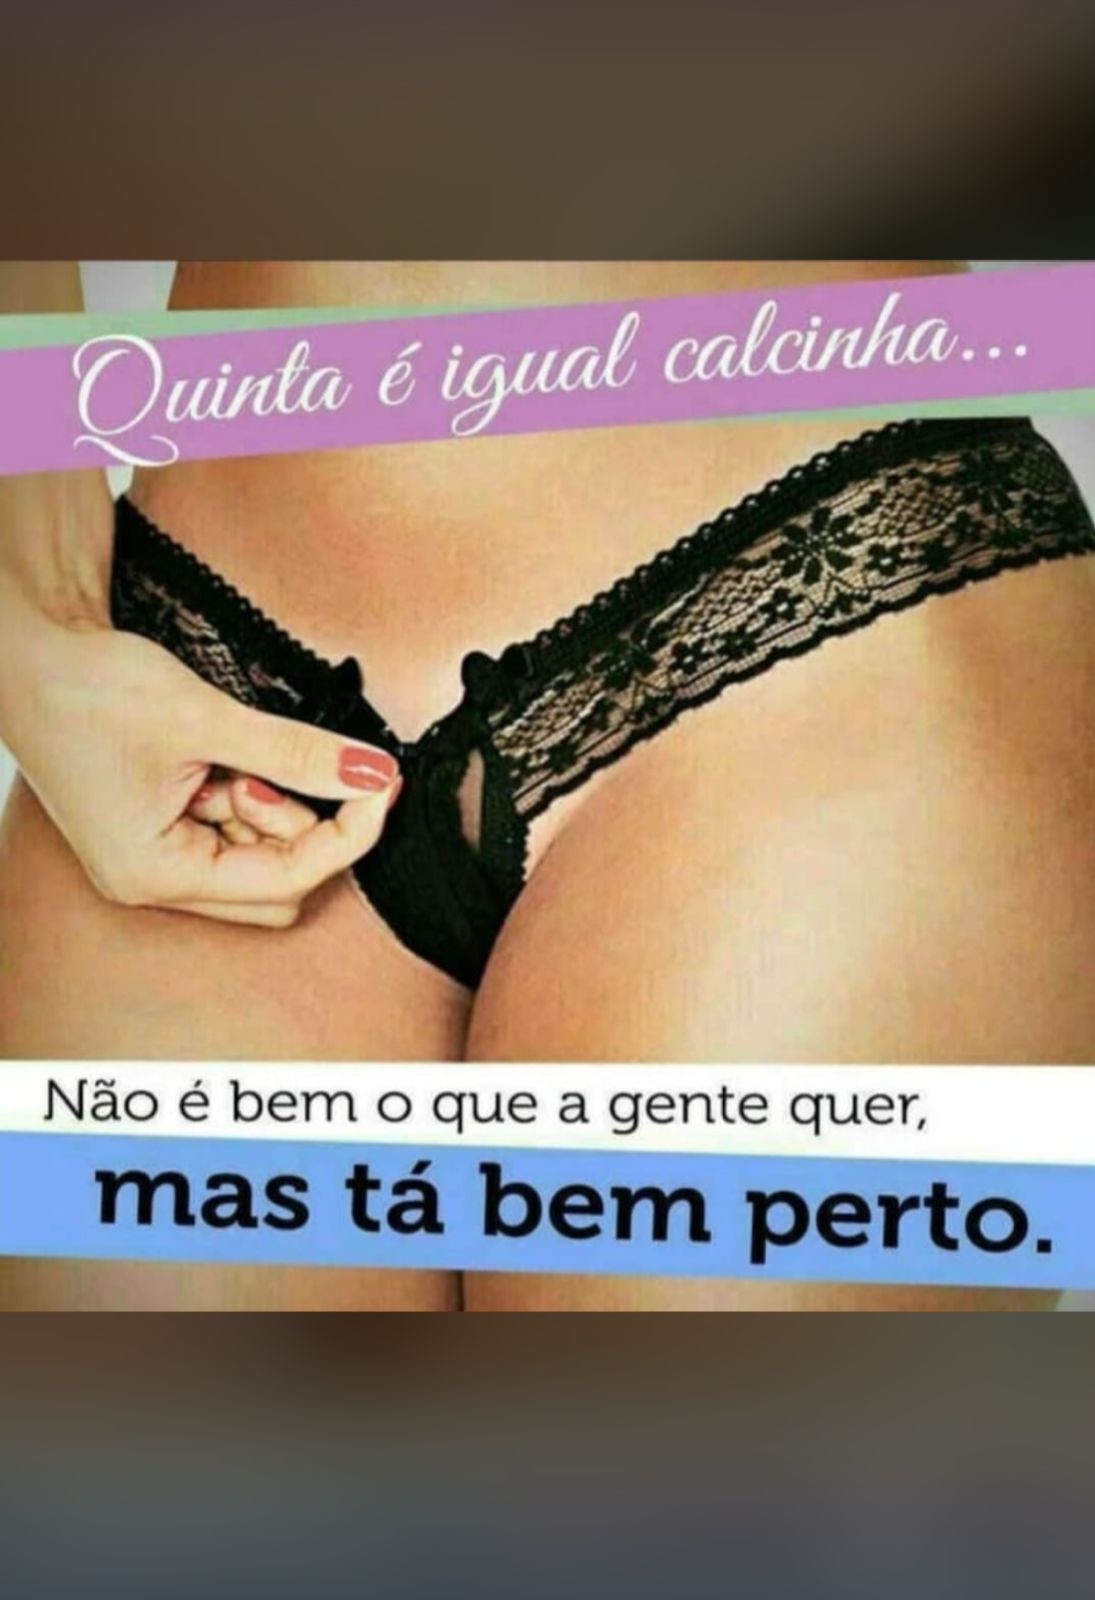 Quinta é igual calcinha...
Não é bem o que a gente quer,
mas tá bem perto.